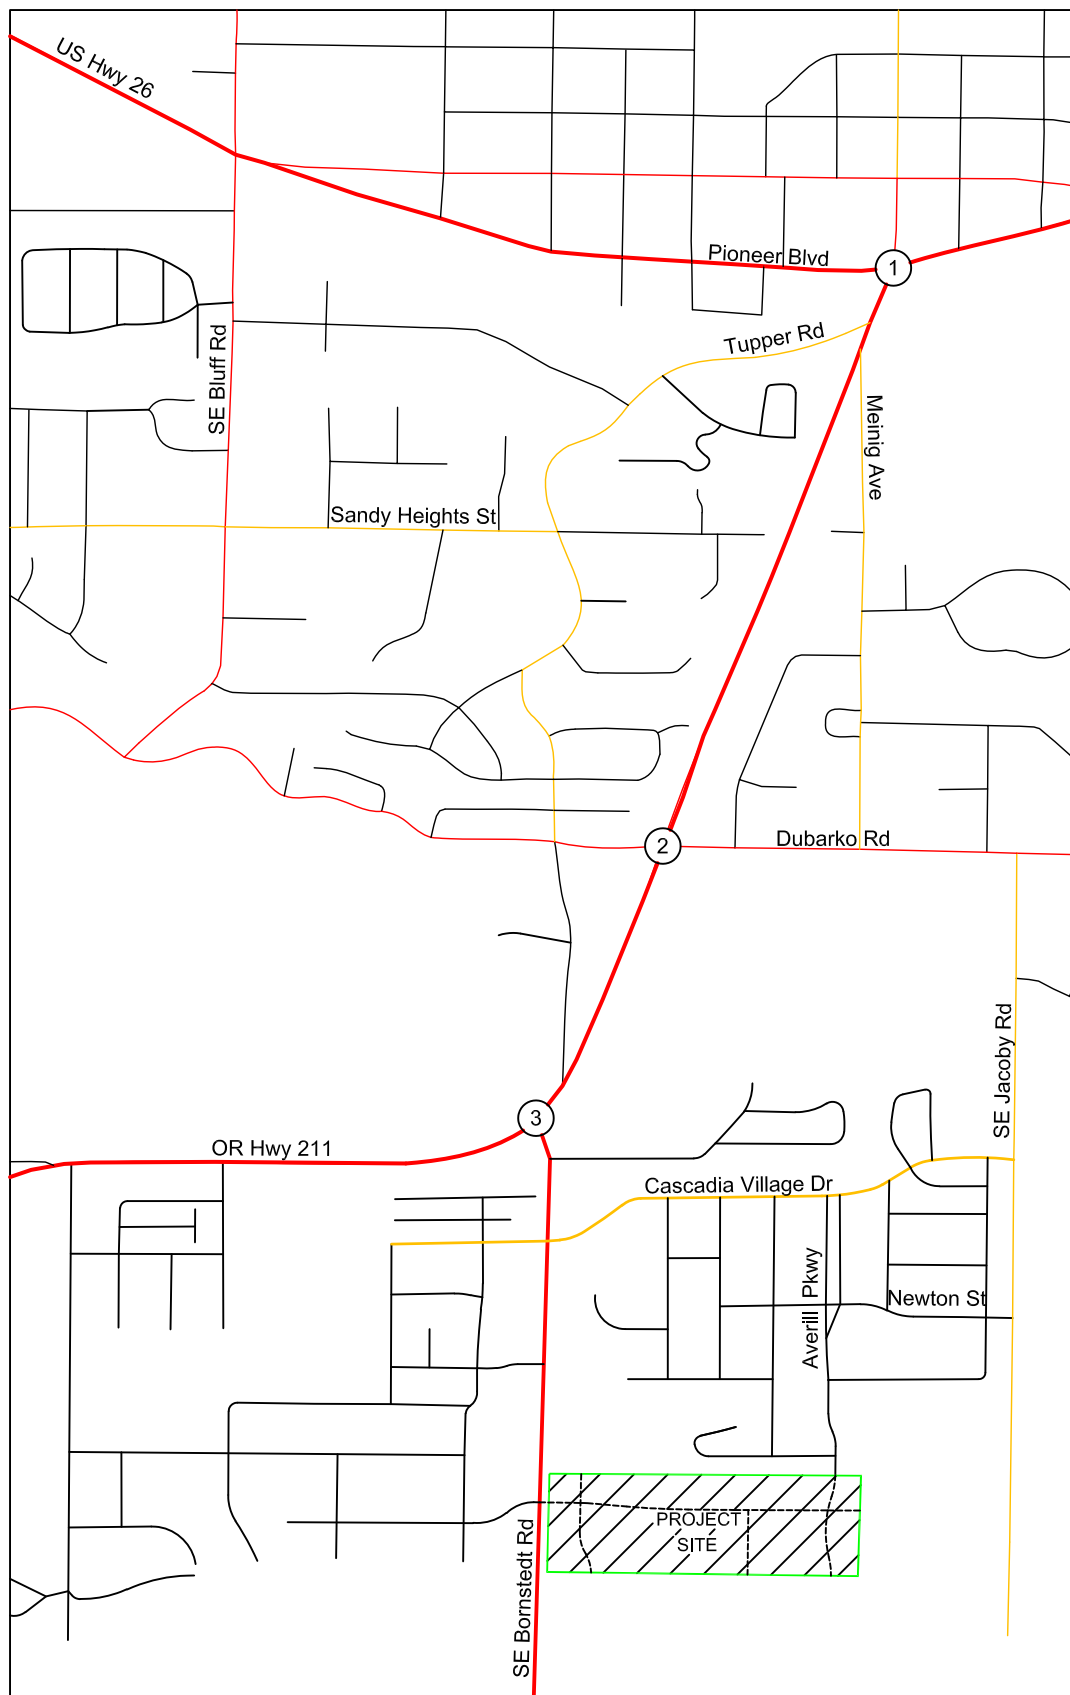 US Hwy 26
Pioneer Blvd
1
Tupper Rd
SE Bluff Rd
Meinig Ave
Sandy Heights St
2
Dubarko Rd
SE Jacoby Rd
3
OR Hwy 211
Cascadia Village Dr
Averill Pkwy
Newton St
PROJECT
SITE
SE Bornstedt Rd